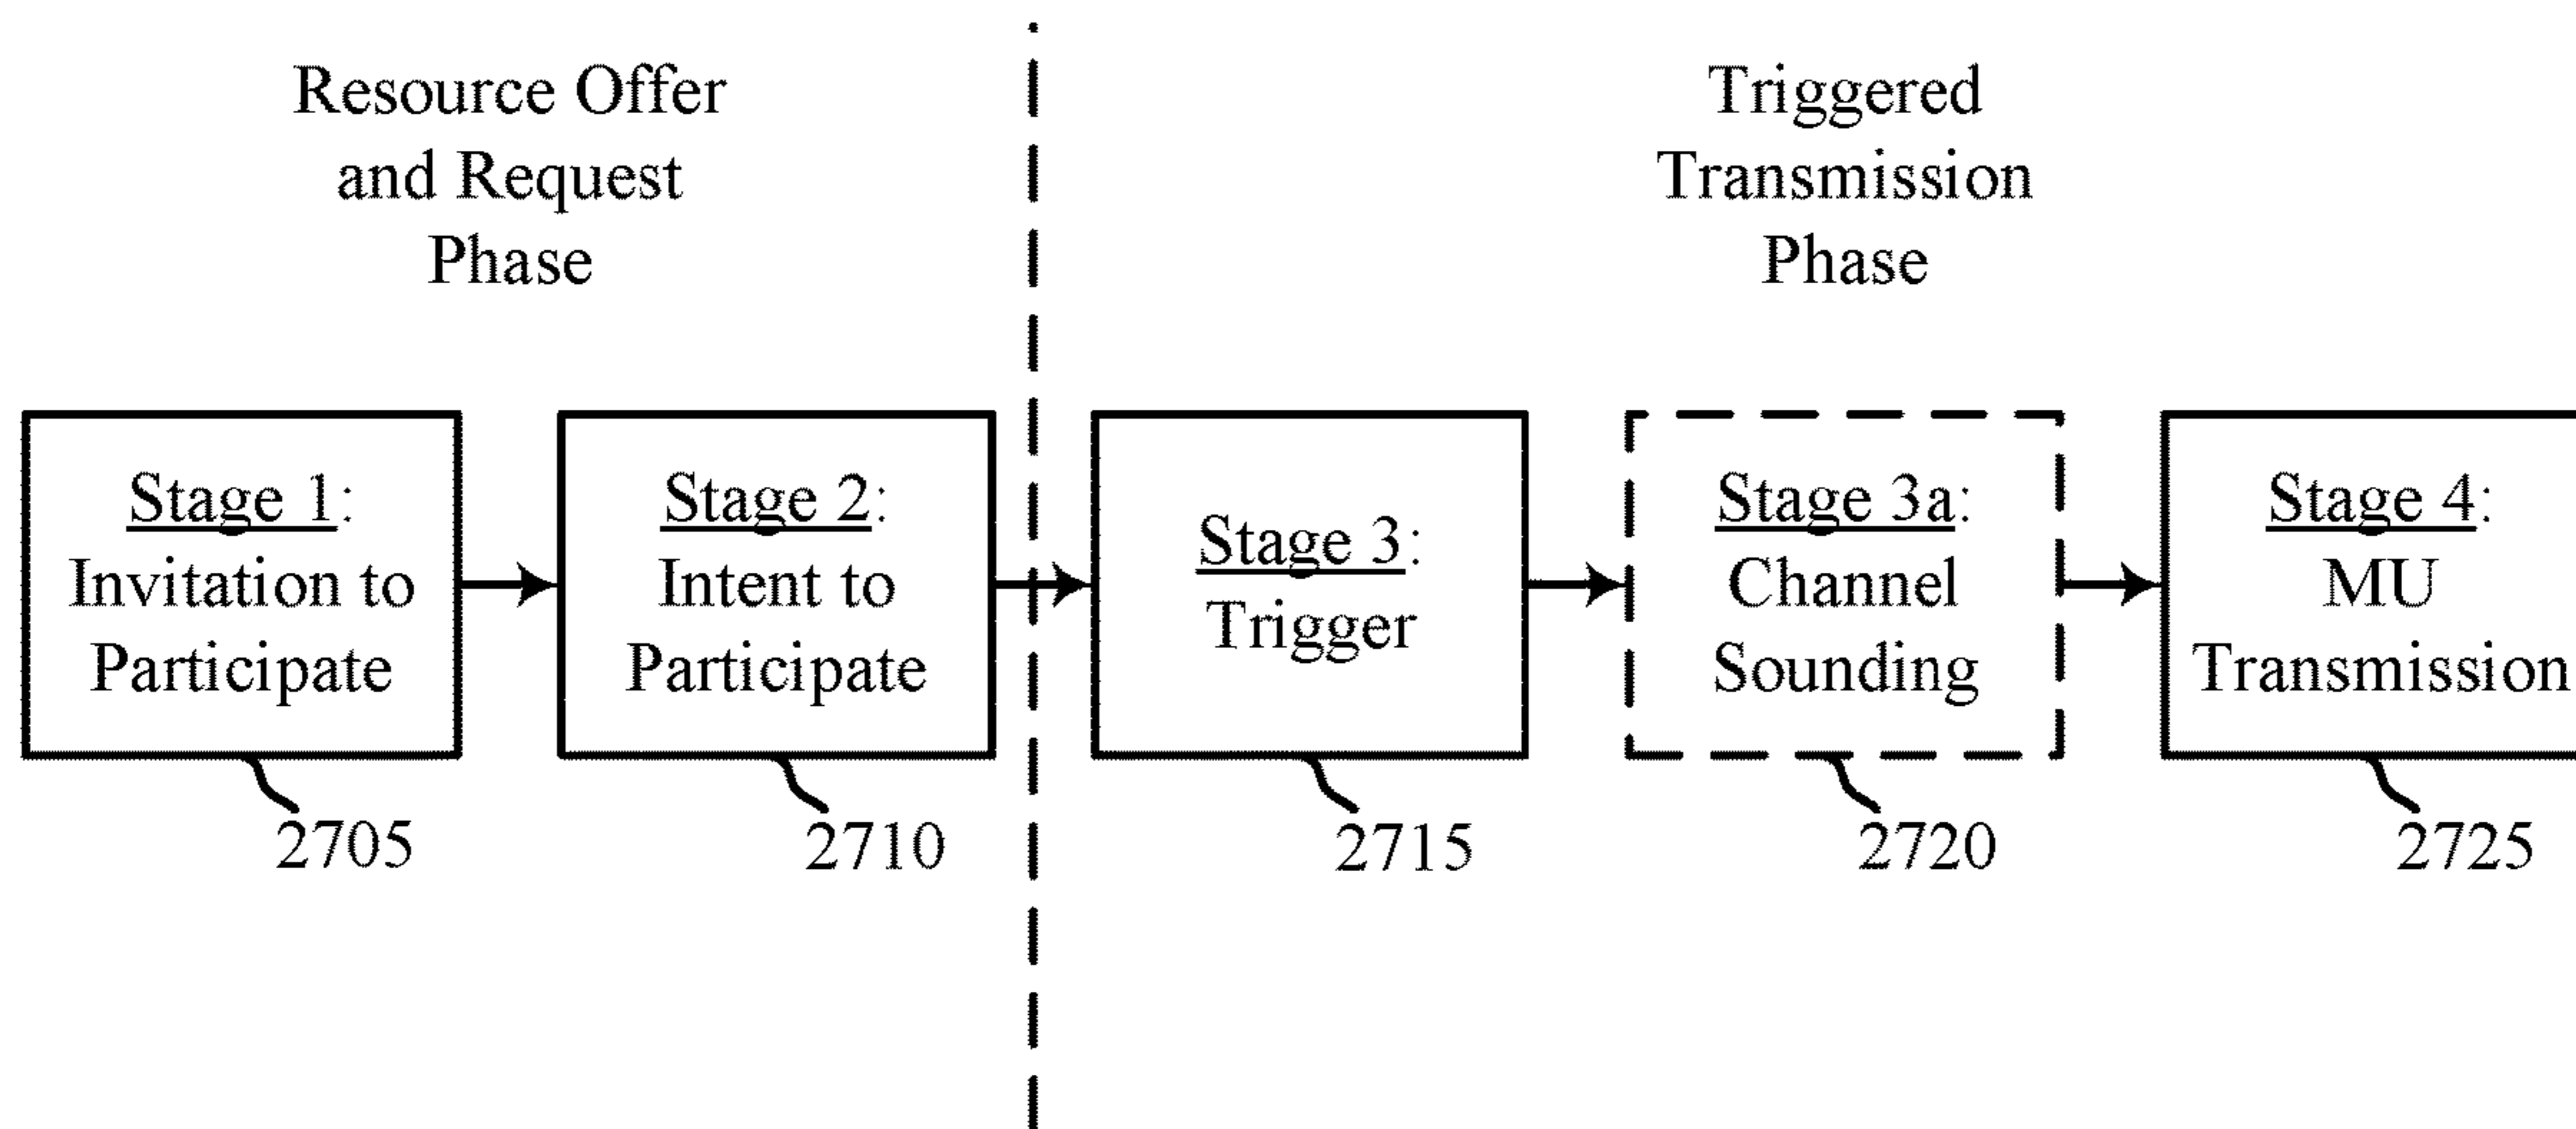 Resource Offer
and Request
Phase
Triggered
Transmission
Phase
Stage 1:
Invitation to
Participate
Stage 2:
Intent to
Participate
Stage 3:
Trigger
Stage 3a:
Channel
Sounding
Stage 4:
MU
Transmission
2705
2710
2715
2720
2725